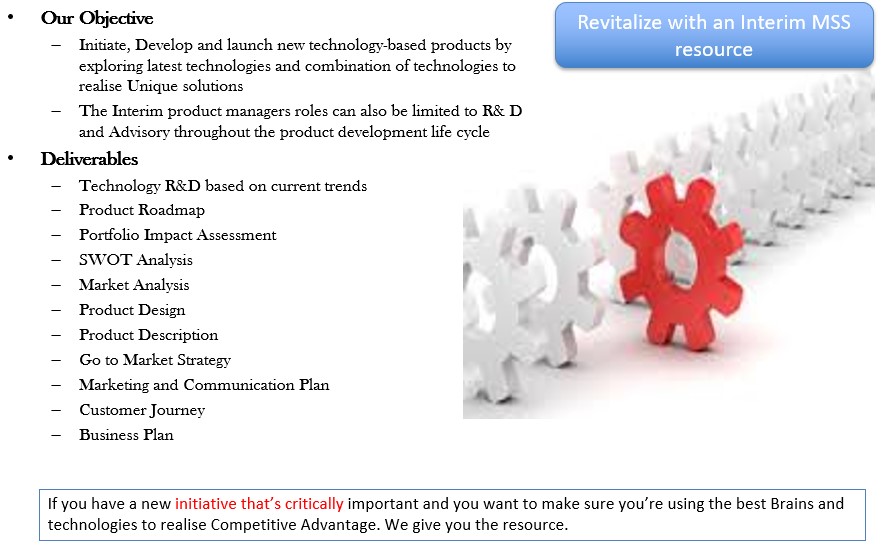 • Our Objective
– Initiate, Develop and launch new technology-based products by
exploring latest technologies and combination of technologies to
realise Unique solutions
– The Interim product managers roles can also be limited to R& D
and Advisory throughout the product development life cycle
• Deliverables
– Technology R&D based on current trends
– Product Roadmap
– Portfolio Impact Assessment
– SWOT Analysis
– Market Analysis
– Product Design
– Product Description
– Go to Market Strategy
– Marketing and Communication Plan
– Customer Journey
– Business Plan
Revitalize with an Interim MSS
resource
If you have a new initiative that’s critically important and you want to make sure you’re using the best Brains and
technologies to realise Competitive Advantage. We give you the resource.